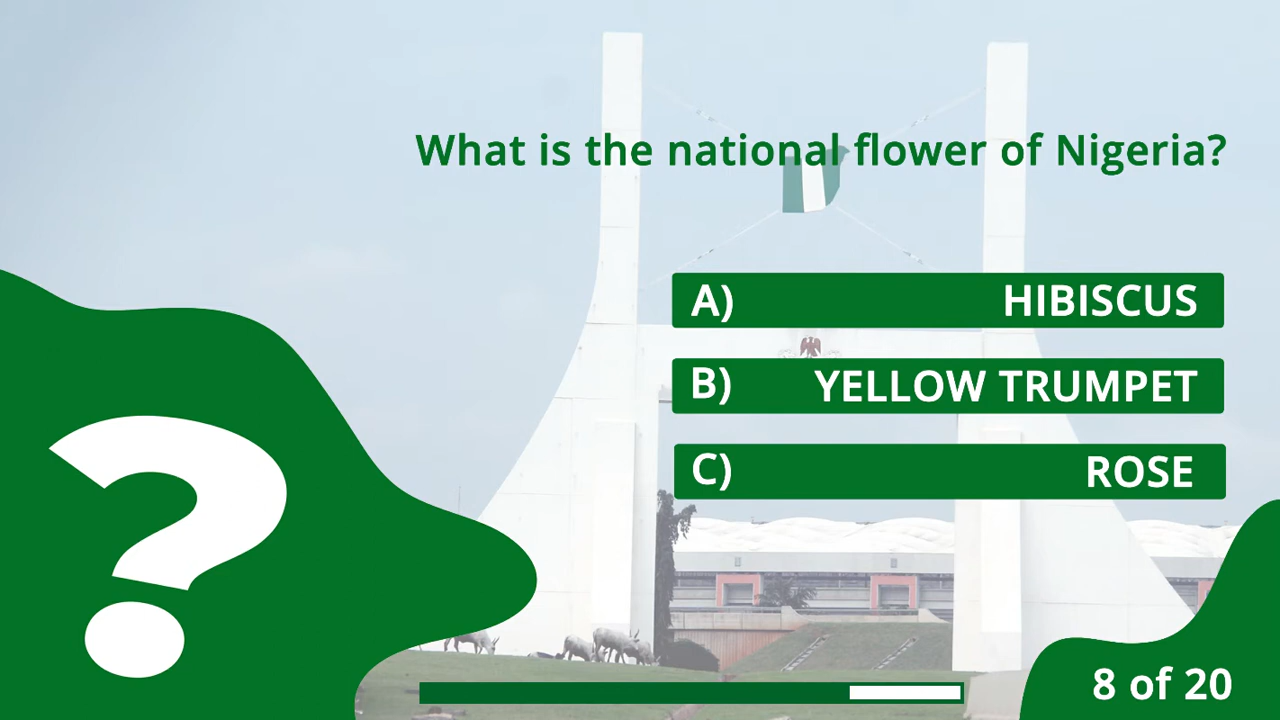 What is the national flower of Nigeria?
A) HIBISCUS
B) YELLOW TRUMPET
C) ROSE
?
8 of 20